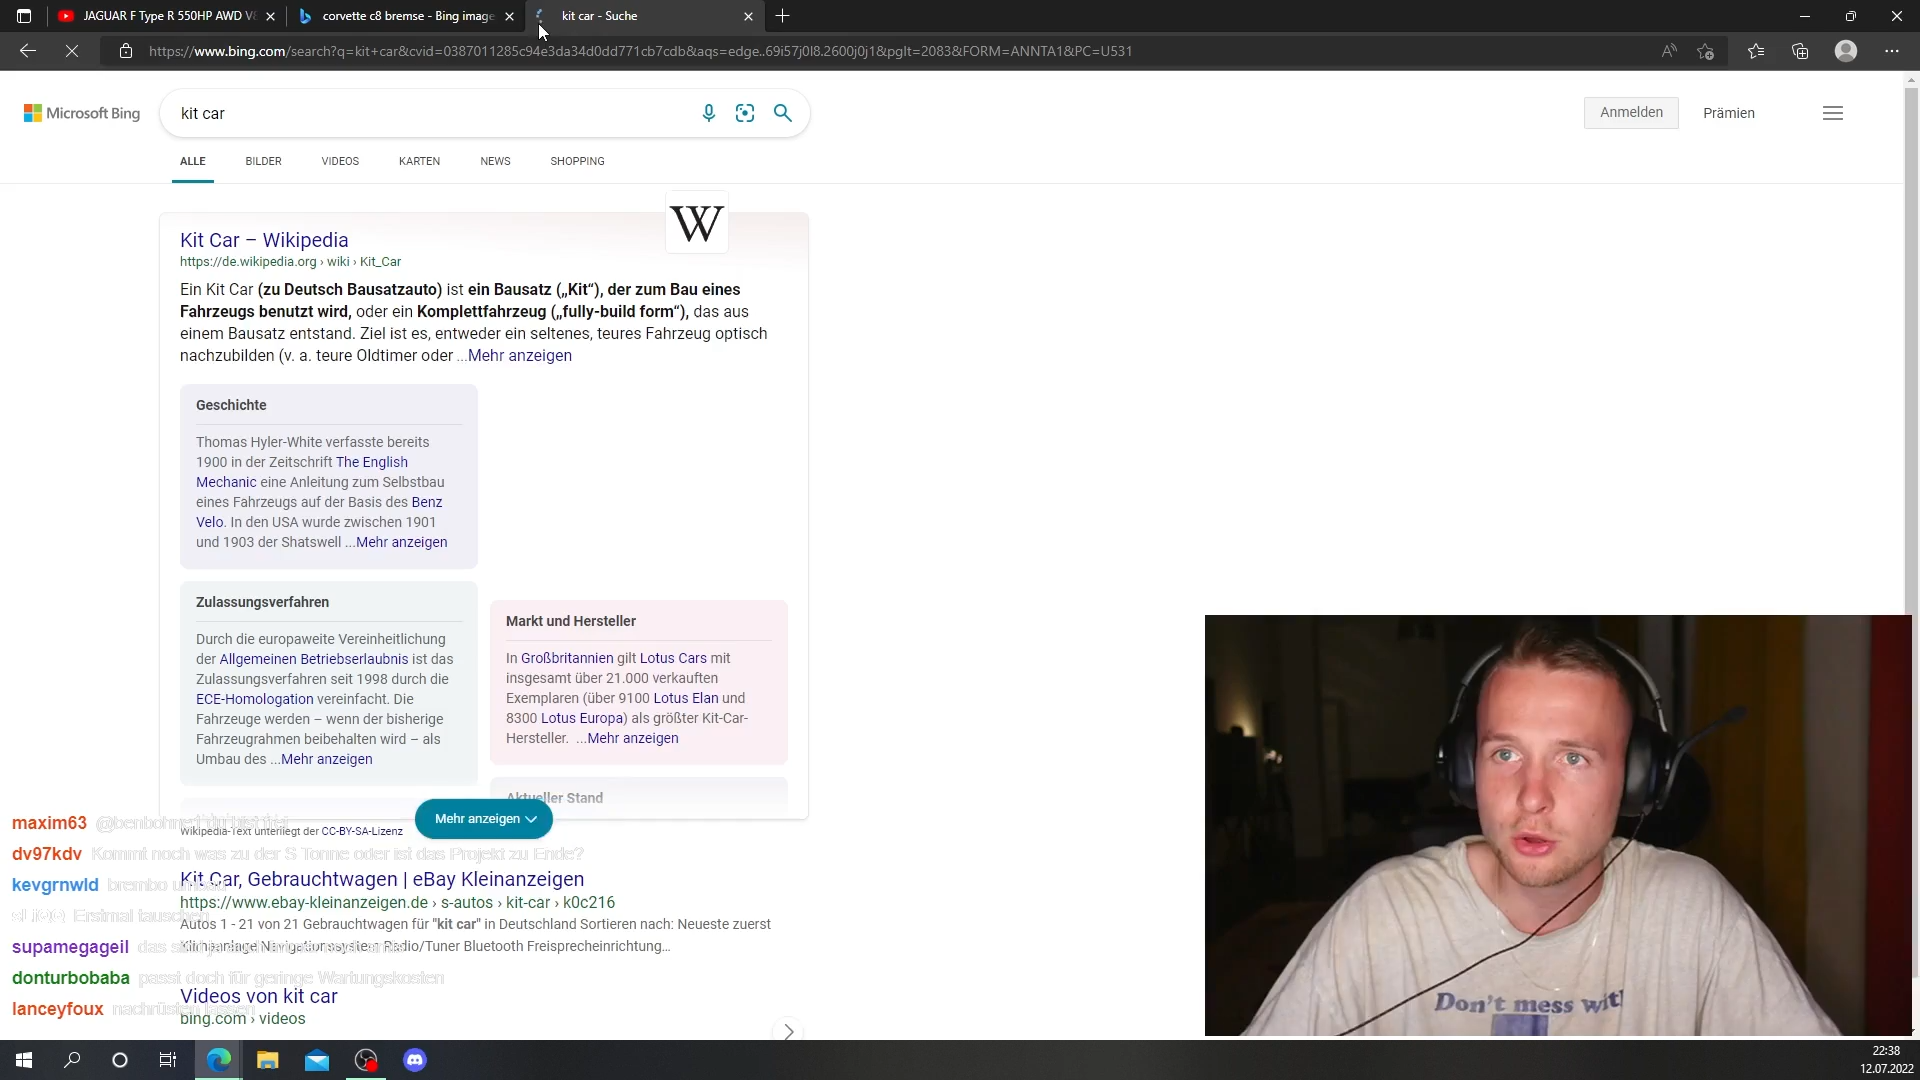 JAGUAR F Type R 550HP AWD V8
corvette c8 bremse - Bing image
kit car - Suche
https://www.bing.com/search?q=kit+car&cvid=0387011285c94e3da34d0dd771cb7cdb&aqs=edge..69i57j0l8.2600j0j1&pglt=2083&FORM=ANNTA1&PC=U531
Microsoft Bing
kit car
Anmelden
Prämien
ALLE
BILDER
VIDEOS
KARTEN
NEWS
SHOPPING
W
Kit Car – Wikipedia
https://de.wikipedia.org › wiki › Kit_Car
Ein Kit Car (zu Deutsch Bausatzauto) ist ein Bausatz („Kit“), der zum Bau eines
Fahrzeugs benutzt wird, oder ein Komplettfahrzeug („fully-build form“), das aus
einem Bausatz entstand. Ziel ist es, entweder ein seltenes, teures Fahrzeug optisch
nachzubilden (v. a. teure Oldtimer oder ...Mehr anzeigen
Geschichte
Thomas Hyler-White verfasste bereits
1900 in der Zeitschrift The English
Mechanic eine Anleitung zum Selbstbau
eines Fahrzeugs auf der Basis des Benz
Velo. In den USA wurde zwischen 1901
und 1903 der Shatswell ...Mehr anzeigen
Zulassungsverfahren
Durch die europaweite Vereinheitlichung
der Allgemeinen Betriebserlaubnis ist das
Zulassungsverfahren seit 1998 durch die
ECE-Homologation vereinfacht. Die
Fahrzeuge werden – wenn der bisherige
Fahrzeugrahmen beibehalten wird – als
Umbau des ...Mehr anzeigen
Markt und Hersteller
In Großbritannien gilt Lotus Cars mit
insgesamt über 21.000 verkauften
Exemplaren (über 9100 Lotus Elan und
8300 Lotus Europa) als größter Kit-Car-
Hersteller. ...Mehr anzeigen
Aktueller Stand
Mehr anzeigen
Wikipedia-Text unterliegt der CC-BY-SA-Lizenz
Kit Car, Gebrauchtwagen | eBay Kleinanzeigen
https://www.ebay-kleinanzeigen.de › s-autos › kit-car › k0c216
Autos 1 - 21 von 21 Gebrauchtwagen für "kit car" in Deutschland Sortieren nach: Neueste zuerst
Klimaanlage Navigationssystem Radio/Tuner Bluetooth Freisprecheinrichtung...
Videos von kit car
bing.com › videos
maxim63
dv97kdv Kommt noch was zu der S Tonne oder ist das Projekt zu Ende?
kevgrnwld brembo
Erstmal tauschen
supamegageil das
donturbobaba passt doch für geringe Wartungskosten
lanceyfoux nachrüsten lassen
Don't mess with
22:38
12.07.2022